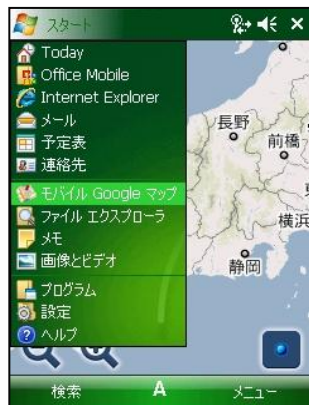 スタート
Today
Office Mobile
Internet Explorer
メール
予定表
連絡先
モバイル Google マップ
ファイル エクスプローラ
メモ
画像とビデオ
プログラム
設定
ヘルプ
長野
前橋
横浜
静岡
検索
A
メニュー